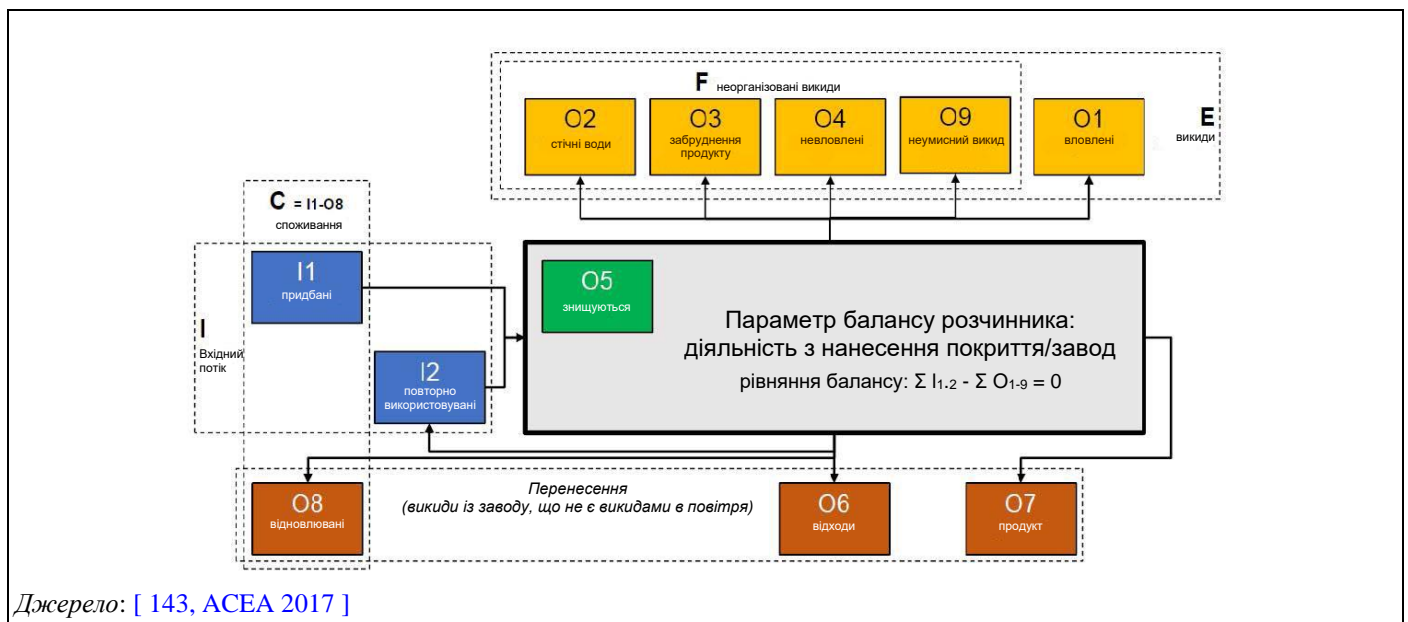 F неорганізовані викиди
O2
стічні води
O3
забруднення
продукту
O4
невловлені
O9
неумисний викид
O1
вловлені
E
викиди
C = I1-O8
споживання
I1
придбані
I
Вхідний
потік
I2
повторно
використовувані
O5
знищуються
Параметр балансу розчинника:
діяльність з нанесення покриття/завод
рівняння балансу: Σ I1-2 - Σ O1-9 = 0
O8
відновлювані
Перенесення
(викиди із заводу, що не є викидами в повітря)
O6
відходи
O7
продукт
Джерело: [ 143, ACEA 2017 ]